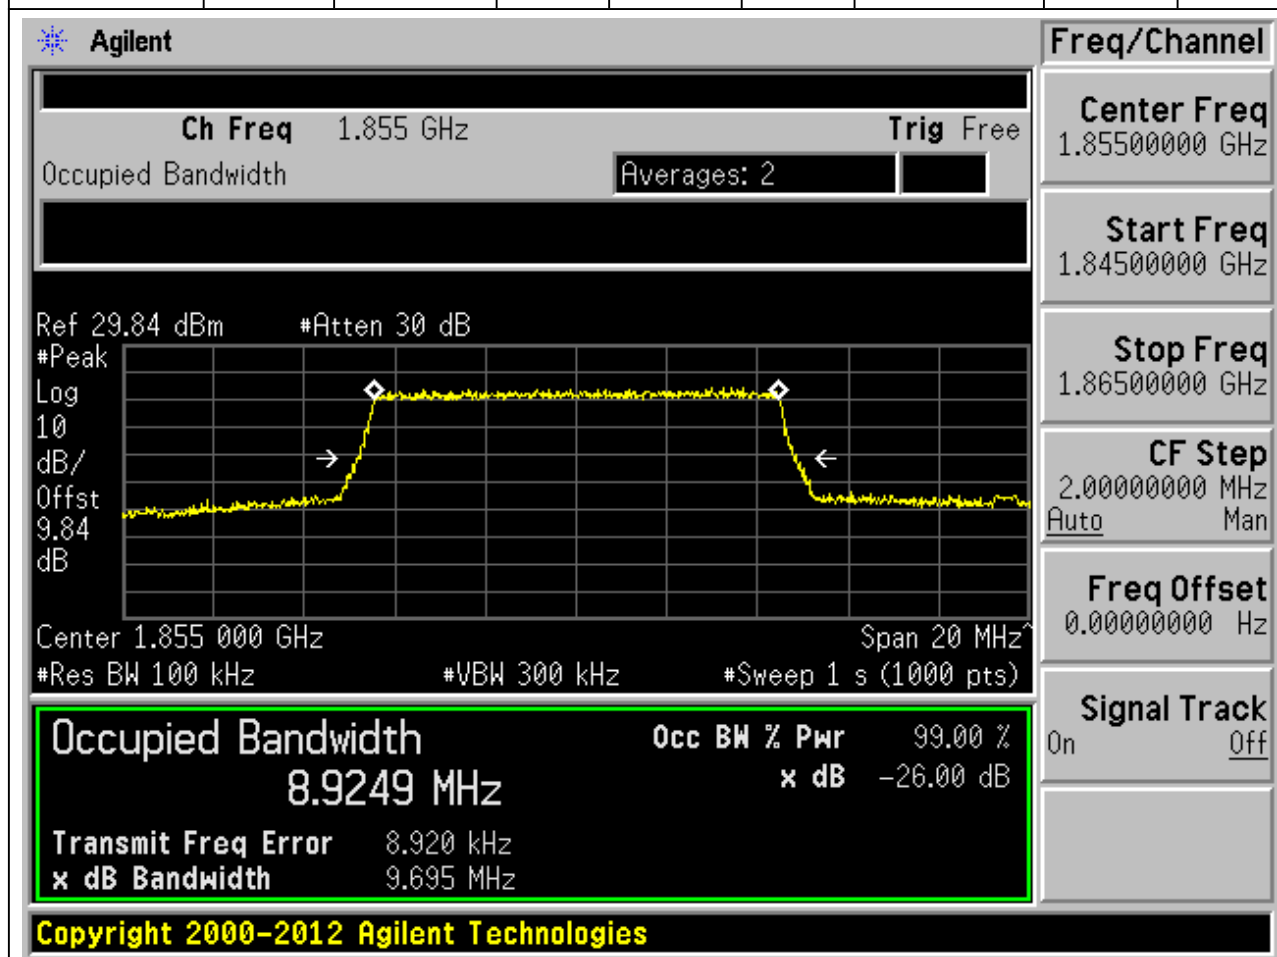 Agilent
Freq/Channel
Ch Freq 1.855 GHz Trig Free
Occupied Bandwidth Averages: 2
Center Freq
1.85500000 GHz
Start Freq
1.84500000 GHz
Stop Freq
1.86500000 GHz
CF Step
2.00000000 MHz
Auto Man
Freq Offset
0.00000000 Hz
Signal Track
On Off
Ref 29.84 dBm #Atten 30 dB
#Peak
Log
10
dB/
Offst
9.84
dB
Center 1.855 000 GHz Span 20 MHz^
#Res BW 100 kHz #VBW 300 kHz #Sweep 1 s (1000 pts)
Occupied Bandwidth Occ BW % Pwr 99.00 %
8.9249 MHz x dB -26.00 dB
Transmit Freq Error 8.920 kHz
x dB Bandwidth 9.695 MHz
Copyright 2000-2012 Agilent Technologies